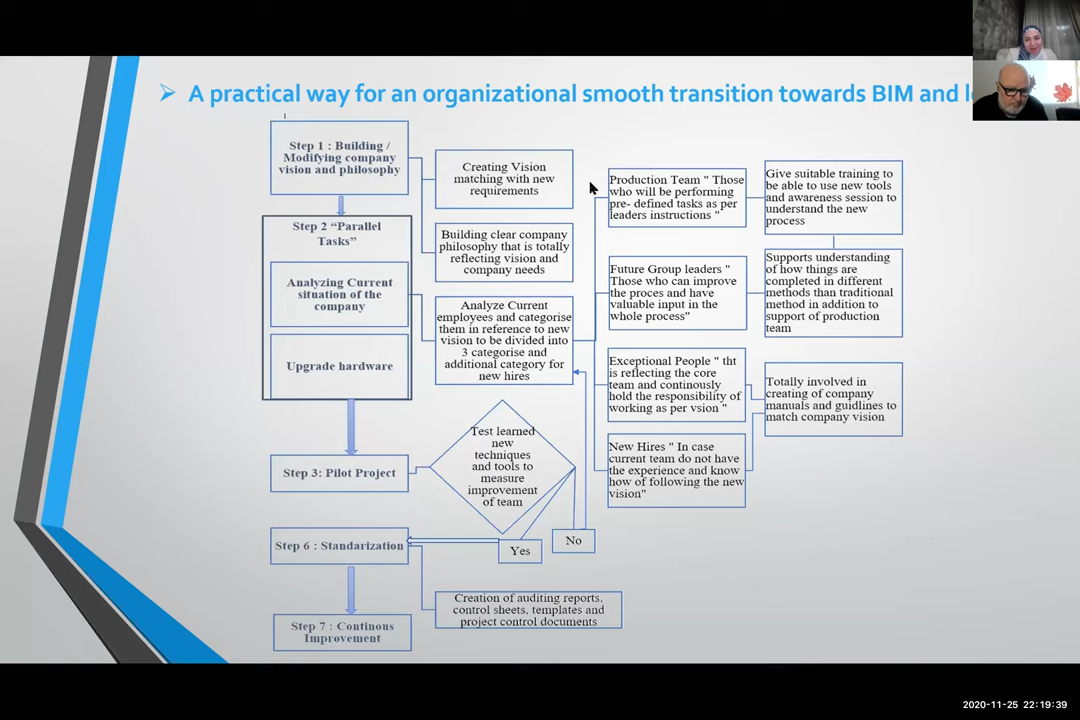 A practical way for an organizational smooth transition towards BIM and
Step 1 : Building /
Modifying company
vision and philosophy
Step 2 “Parallel
Tasks”
Analyzing Current
situation of the
company
Upgrade hardware
Step 3: Pilot Project
Step 6 : Standarization
Step 7 : Continous
Improvement
Creating Vision
matching with new
requirements
Building clear company
philosophy that is totally
reflecting vision and
company needs
Analyze Current
employees and categorise
them in reference to new
vision to be divided into
3 categorise and
additional category for
new hires
Test learned
new
techniques
and tools to
measure
improvement
of team
Yes
No
Creation of auditing reports,
control sheets, templates and
project control documents
Production Team " Those
who will be performing
pre- defined tasks as per
leaders instructions "
Future Group leaders "
Those who can improve
the proces and have
valuable input in the
whole process"
Exceptional People " tht
is reflecting the core
team and continously
hold the responsibility of
working as per vsion "
New Hires " In case
current team do not have
the experience and know
how of following the new
vision"
Give suitable training to
be able to use new tools
and awareness session to
understand the new
process
Supports understanding
of how things are
completed in different
methods than traditional
method in addition to
support of production
team
Totally involved in
creating of company
manuals and guidlines to
match company vision
2020-11-25 22:19:39